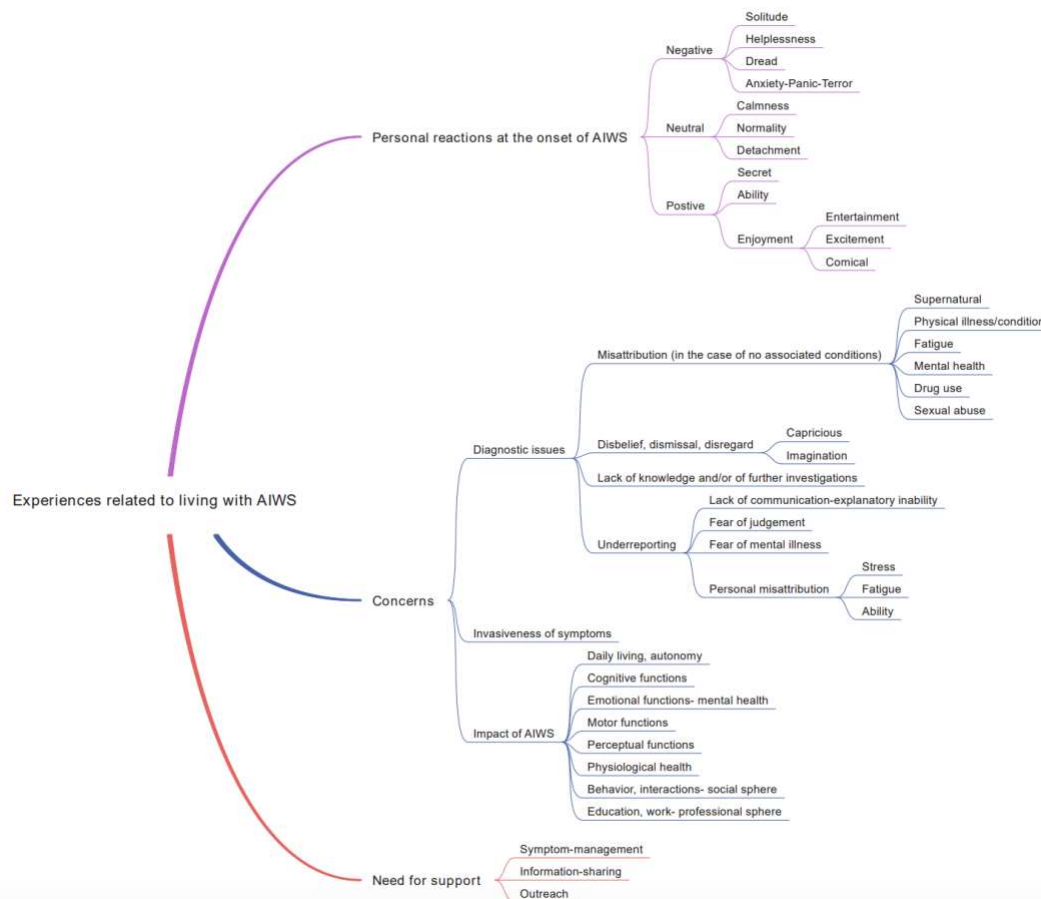 Experiences related to living with AIWS
Personal reactions at the onset of AIWS
Negative
Solitude
Helplessness
Dread
Anxiety-Panic-Terror
Neutral
Calmness
Normality
Detachment
Postive
Secret
Ability
Enjoyment
Entertainment
Excitement
Comical
Concerns
Diagnostic issues
Misattribution (in the case of no associated conditions)
Supernatural
Physical illness/condition
Fatigue
Mental health
Drug use
Sexual abuse
Disbelief, dismissal, disregard
Capricious
Imagination
Lack of knowledge and/or of further investigations
Underreporting
Lack of communication-explanatory inability
Fear of judgement
Fear of mental illness
Personal misattribution
Stress
Fatigue
Ability
Invasiveness of symptoms
Impact of AIWS
Daily living, autonomy
Cognitive functions
Emotional functions- mental health
Motor functions
Perceptual functions
Physiological health
Behavior, interactions- social sphere
Education, work- professional sphere
Need for support
Symptom-management
Information-sharing
Outreach